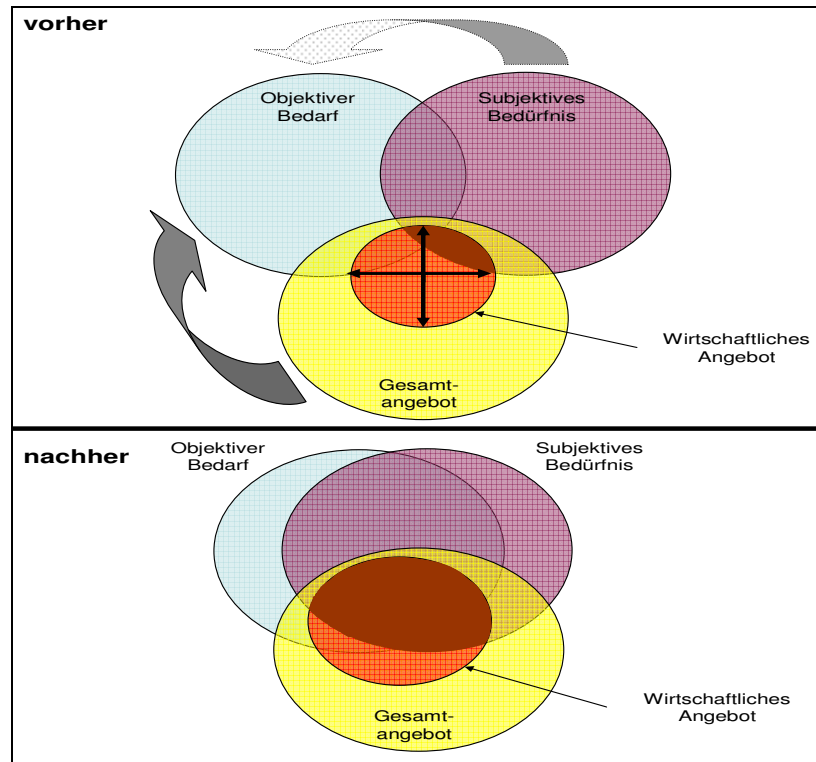 vorher
Objektiver
Bedarf
Subjektives
Bedürfnis
Wirtschaftliches
Angebot
Gesamt-
angebot
nachher
Objektiver
Bedarf
Subjektives
Bedürfnis
Wirtschaftliches
Angebot
Gesamt-
angebot